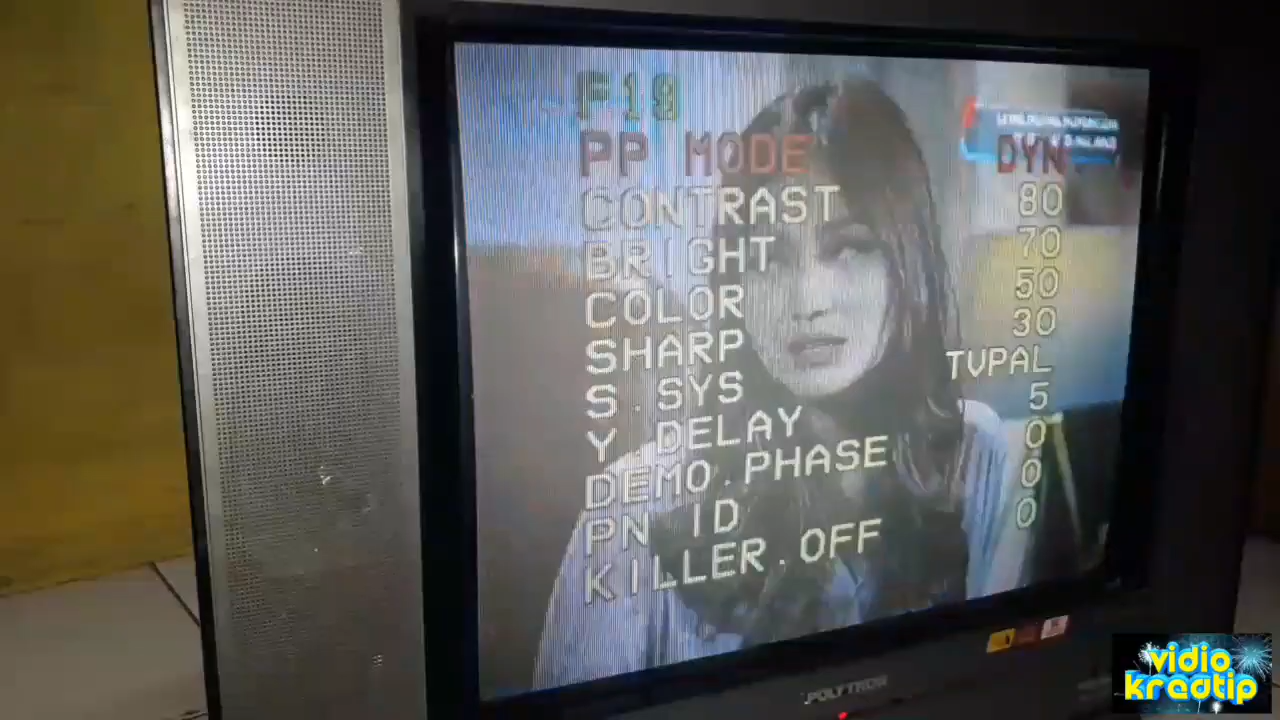 F18
PP MODE DYN
CONTRAST 80
BRIGHT 70
COLOR 50
SHARP 30
S.SYS TVPAL
Y.DELAY 5
DEMO.PHASE 0
PN ID 0
KILLER.OFF 0
POLYTRON
vidio
kreatip